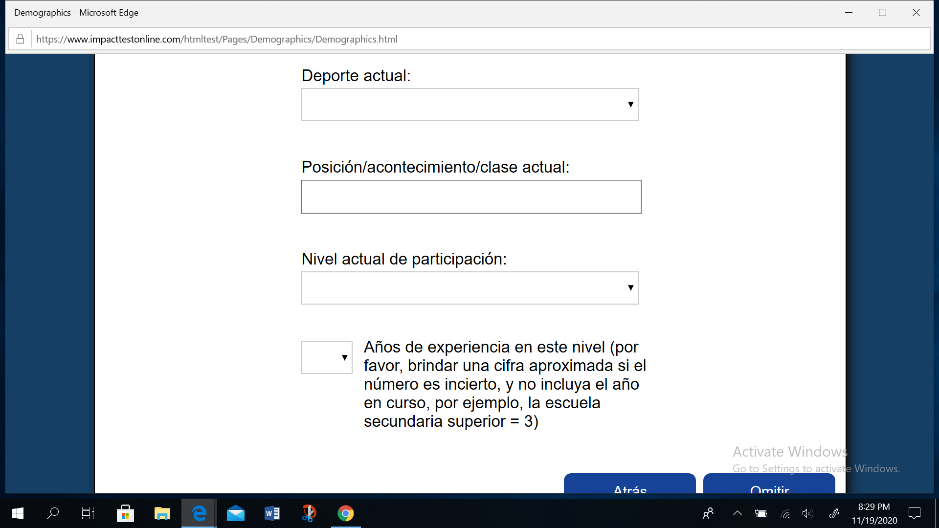 Demographics - Microsoft Edge
https://www.impacttestonline.com/htmltest/Pages/Demographics/Demographics.html
Deporte actual:
Posición/acontecimiento/clase actual:
Nivel actual de participación:
Años de experiencia en este nivel (por
favor, brindar una cifra aproximada si el
número es incierto, y no incluya el año
en curso, por ejemplo, la escuela
secundaria superior = 3)
Activate Windows
Go to Settings to activate Windows.
Atrás
Omitir
8:29 PM
11/19/2020